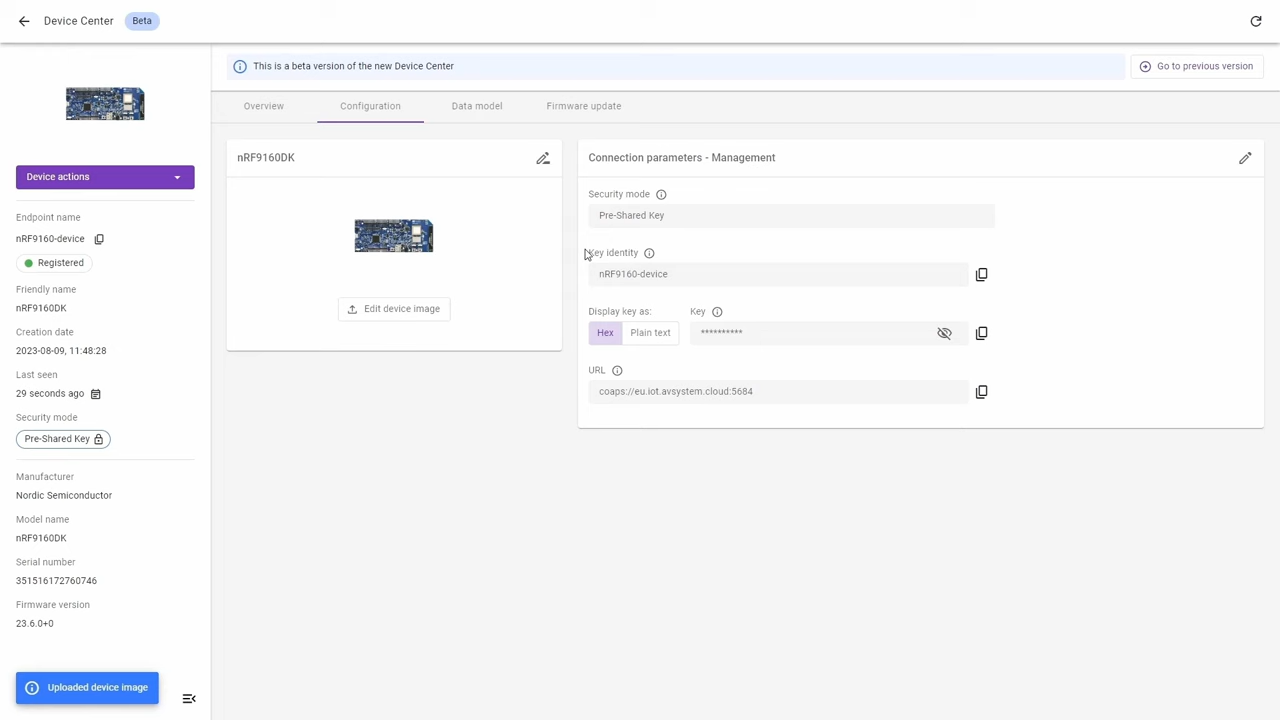 Device Center
Beta
This is a beta version of the new Device Center
Go to previous version
Overview
Configuration
Data model
Firmware update
Device actions
Endpoint name
nRF9160-device
Registered
Friendly name
nRF9160DK
Creation date
2023-08-09, 11:48:28
Last seen
29 seconds ago
Security mode
Pre-Shared Key
Manufacturer
Nordic Semiconductor
Model name
nRF9160DK
Serial number
351516172760746
Firmware version
23.6.0+0
Uploaded device image
nRF9160DK
Edit device image
Connection parameters - Management
Security mode
Pre-Shared Key
Key identity
nRF9160-device
Display key as:
Key
Hex
Plain text
**********
URL
coaps://eu.iot.avsystem.cloud:5684